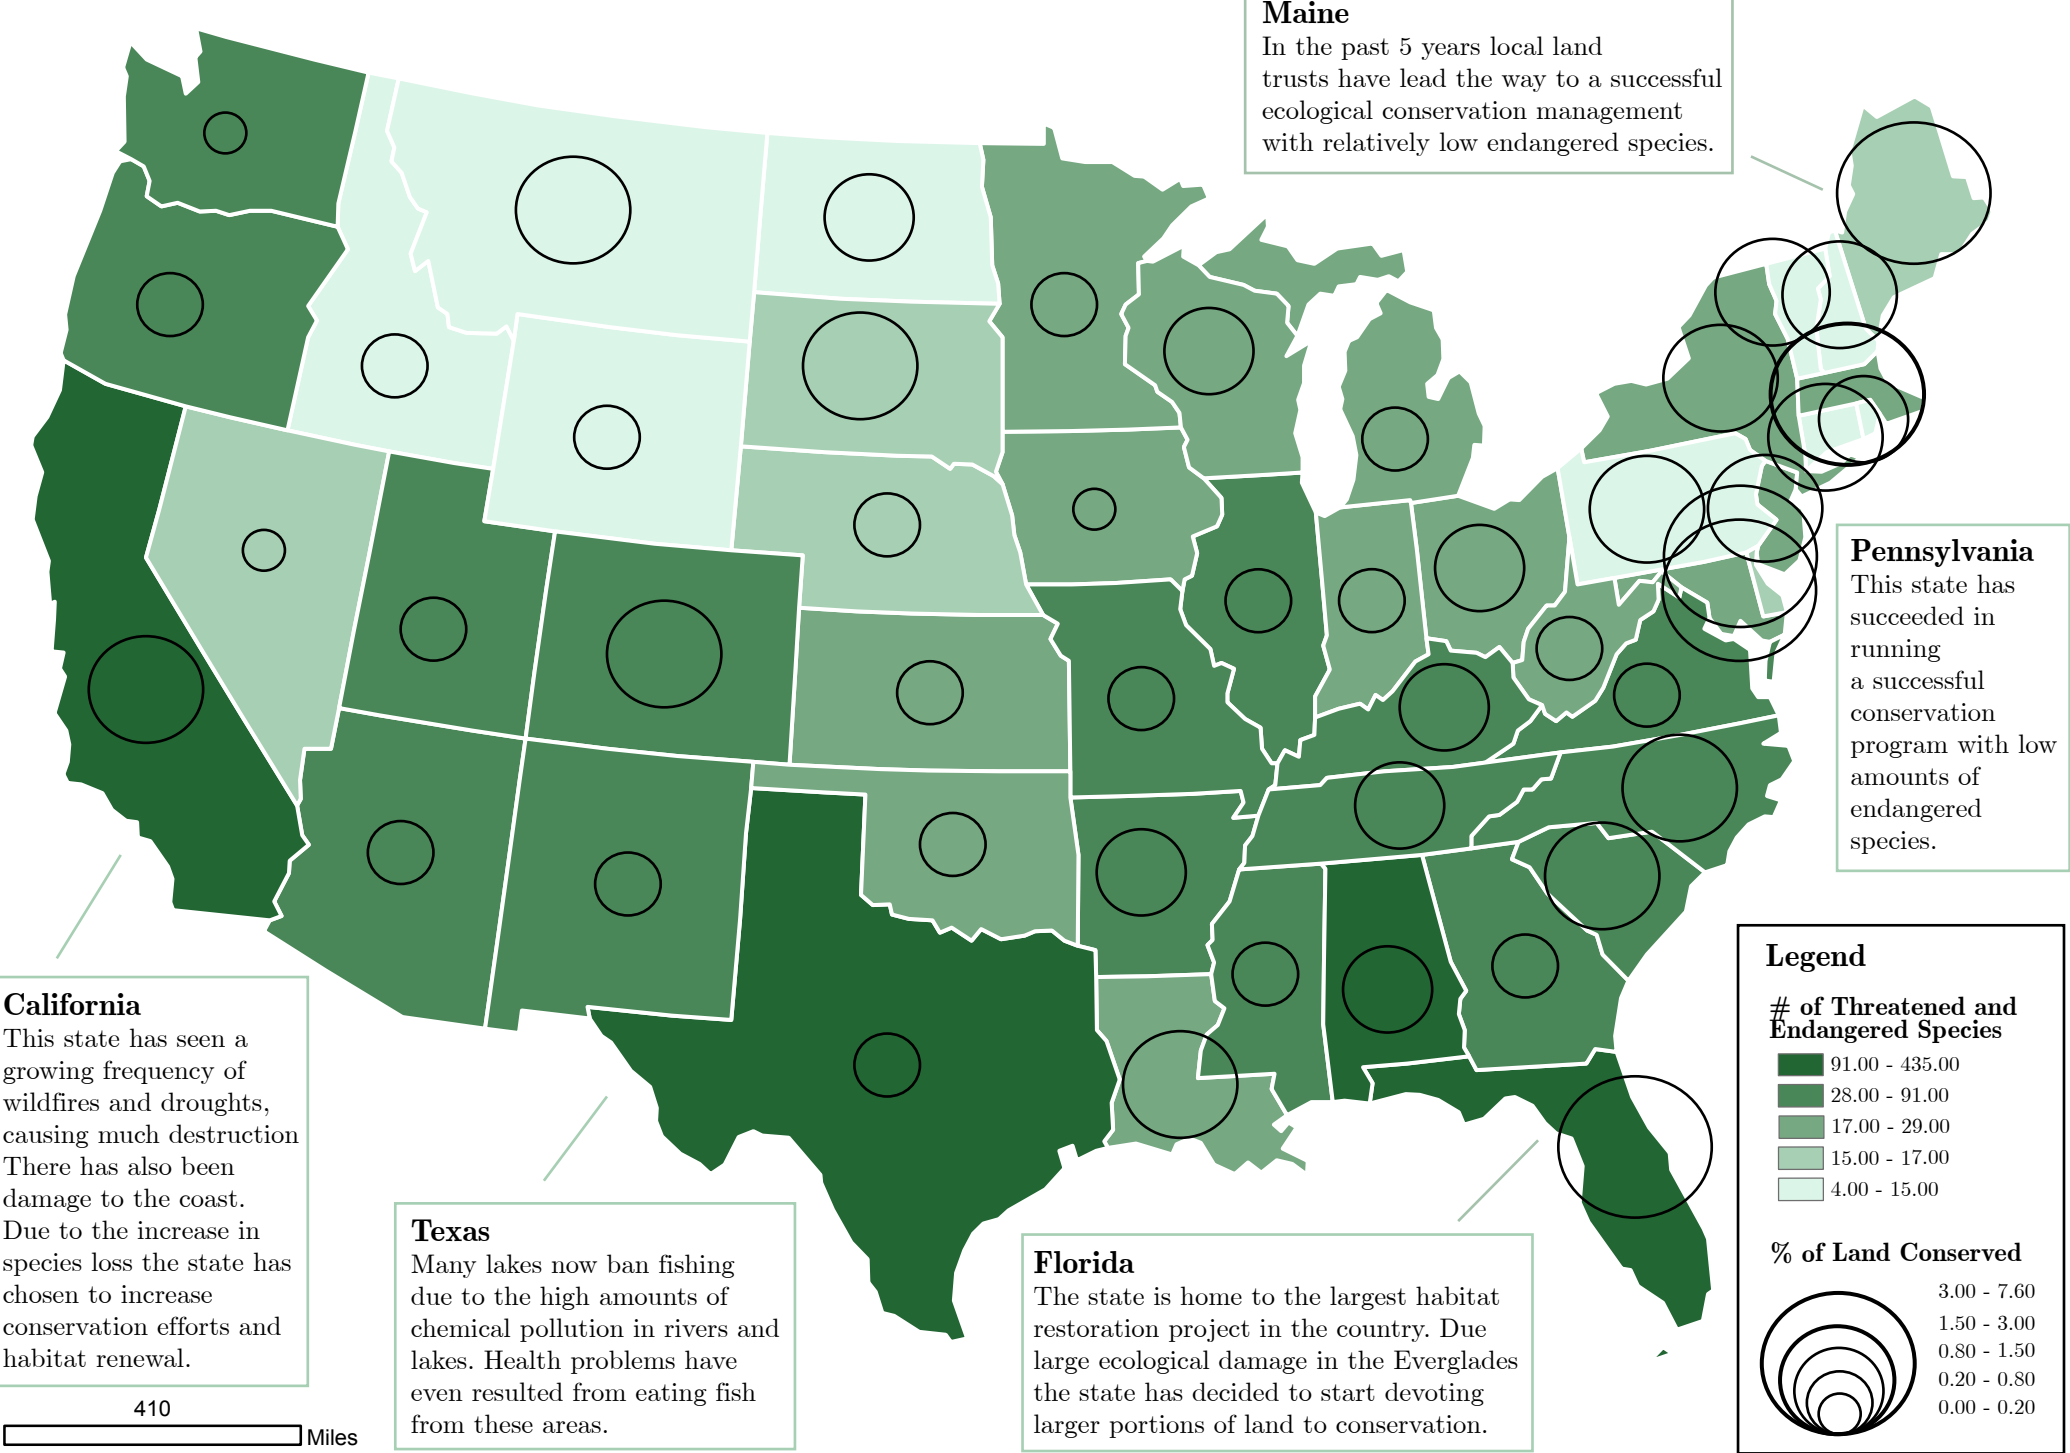 Maine
In the past 5 years local land
trusts have lead the way to a successful
ecological conservation management
with relatively low endangered species.
Pennsylvania
This state has
succeeded in
running
a successful
conservation
program with low
amounts of
endangered
species.
California
This state has seen a
growing frequency of
wildfires and droughts,
causing much destruction
There has also been
damage to the coast.
Due to the increase in
species loss the state has
chosen to increase
conservation efforts and
habitat renewal.
Texas
Many lakes now ban fishing
due to the high amounts of
chemical pollution in rivers and
lakes. Health problems have
even resulted from eating fish
from these areas.
Florida
The state is home to the largest habitat
restoration project in the country. Due
large ecological damage in the Everglades
the state has decided to start devoting
larger portions of land to conservation.
Legend
# of Threatened and
Endangered Species
91.00 - 435.00
28.00 - 91.00
17.00 - 29.00
15.00 - 17.00
4.00 - 15.00
% of Land Conserved
3.00 - 7.60
1.50 - 3.00
0.80 - 1.50
0.20 - 0.80
0.00 - 0.20
410
Miles